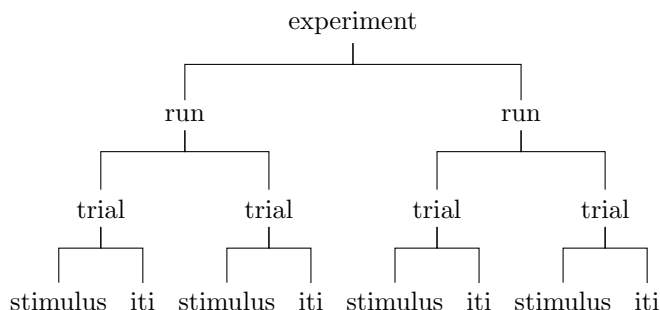 experiment
run run
trial trial trial trial
stimulus iti stimulus iti stimulus iti stimulus iti